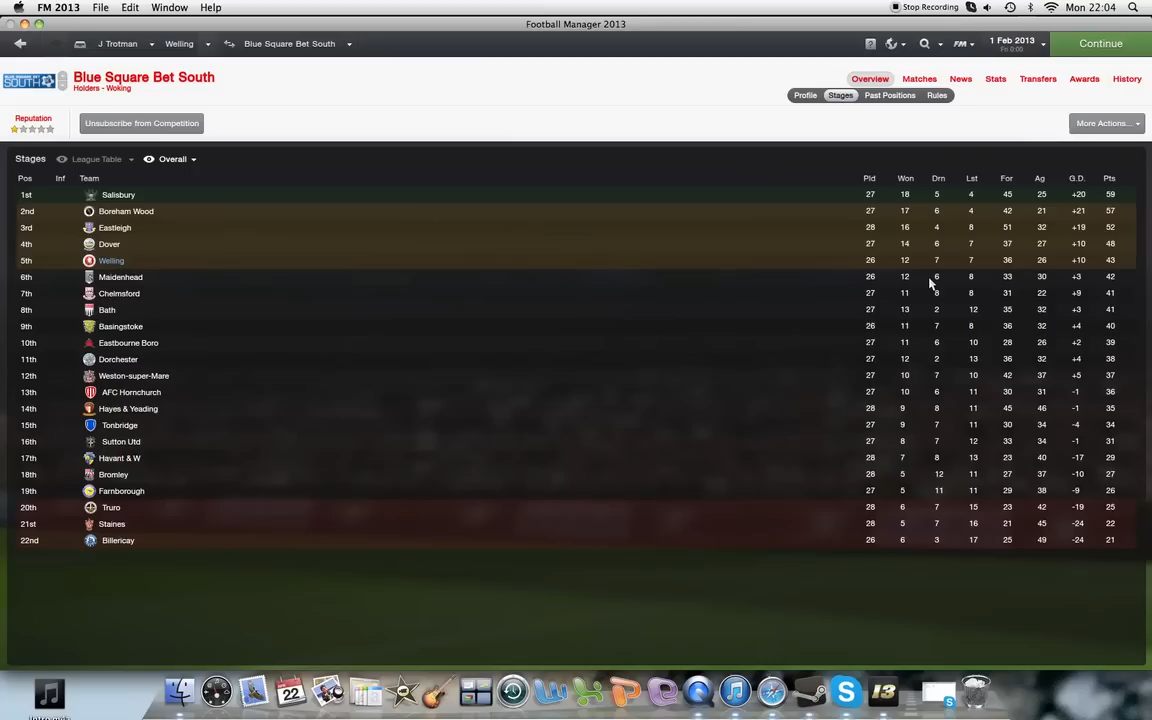 FM 2013 File Edit Window Help Stop Recording Mon 22:04
Football Manager 2013
J Trotman Welling Blue Square Bet South ? FM 1 Feb 2013 Fri 0:00 Continue
Blue Square Bet South
Holders - Woking
Overview Matches News Stats Transfers Awards History
Profile Stages Past Positions Rules
Reputation
Unsubscribe from Competition More Actions...
Stages League Table Overall
Pos Inf Team Pld Won Drn Lst For Ag G.D. Pts
1st Salisbury 27 18 5 4 45 25 +20 59
2nd Boreham Wood 27 17 6 4 42 21 +21 57
3rd Eastleigh 28 16 4 8 51 32 +19 52
4th Dover 27 14 6 7 37 27 +10 48
5th Welling 26 12 7 7 36 26 +10 43
6th Maidenhead 26 12 6 8 33 30 +3 42
7th Chelmsford 27 11 8 8 31 22 +9 41
8th Bath 27 13 2 12 35 32 +3 41
9th Basingstoke 26 11 7 8 36 32 +4 40
10th Eastbourne Boro 27 11 6 10 28 26 +2 39
11th Dorchester 27 12 2 13 36 32 +4 38
12th Weston-super-Mare 27 10 7 10 42 37 +5 37
13th AFC Hornchurch 27 10 6 11 30 31 -1 36
14th Hayes & Yeading 28 9 8 11 45 46 -1 35
15th Tonbridge 27 9 7 11 30 34 -4 34
16th Sutton Utd 27 8 7 12 33 34 -1 31
17th Havant & W 28 7 8 13 23 40 -17 29
18th Bromley 28 5 12 11 27 37 -10 27
19th Farnborough 27 5 11 11 29 38 -9 26
20th Truro 28 6 7 15 23 42 -19 25
21st Staines 28 5 7 16 21 45 -24 22
22nd Billericay 26 6 3 17 25 49 -24 21
22 13